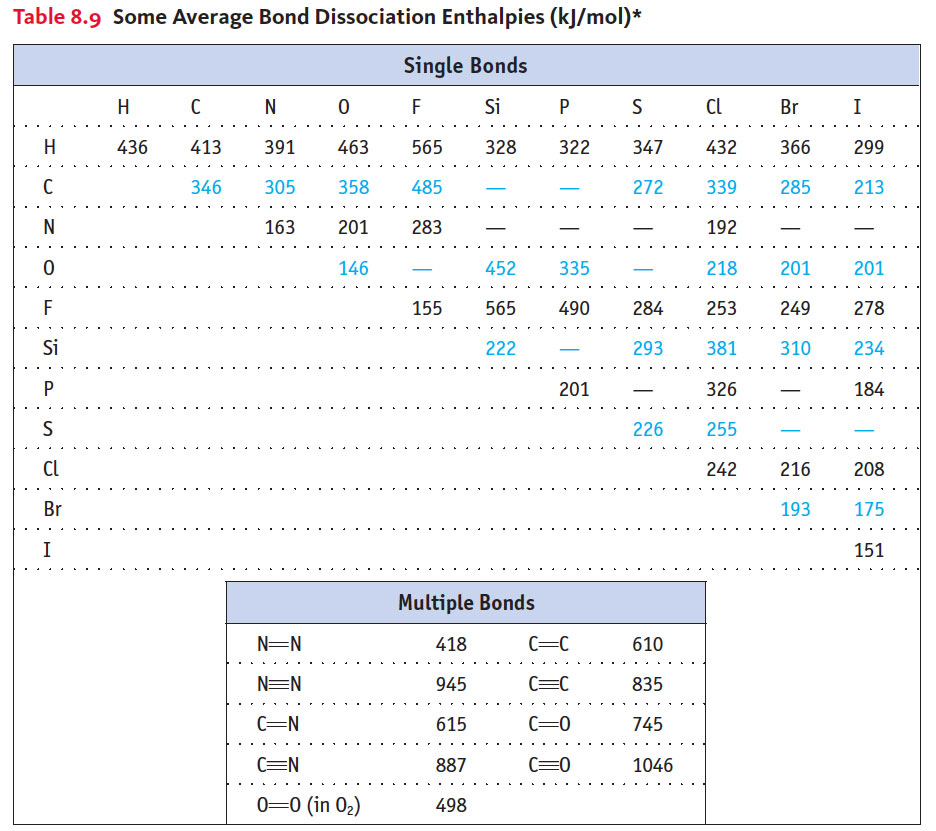 Table 8.9 Some Average Bond Dissociation Enthalpies (kJ/mol)*
Single Bonds
H C N O F Si P S Cl Br I
H 436 413 391 463 565 328 322 347 432 366 299
C 346 305 358 485 — — 272 339 285 213
N 163 201 283 — — — 192 — —
O 146 — 452 335 — 218 201 201
F 155 565 490 284 253 249 278
Si 222 — 293 381 310 234
P 201 — 326 — 184
S 226 255 — —
Cl 242 216 208
Br 193 175
I 151
Multiple Bonds
N=N 418 C=C 610
N≡N 945 C≡C 835
C=N 615 C=O 745
C≡N 887 C≡O 1046
O=O (in O₂) 498